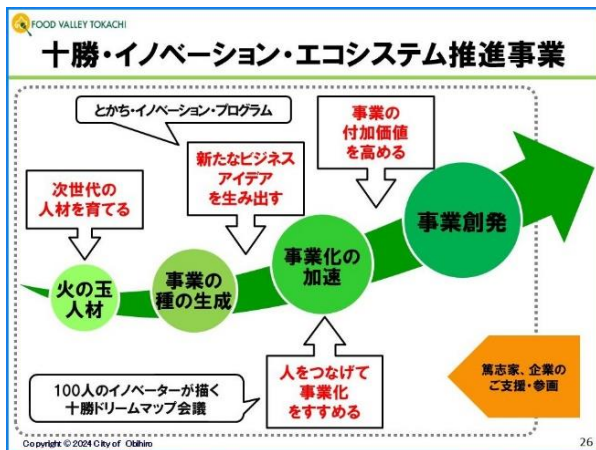 FOOD VALLEY TOKACHI
十勝・イノベーション・エコシステム推進事業
とかち・イノベーション・プログラム
事業の
付加価値
を高める
新たなビジネス
アイデア
を生み出す
次世代の
人材を育てる
事業創発
事業化の
加速
事業の
種の生成
火の玉
人材
篤志家、企業の
ご支援・参画
人をつなげて
事業化
をすすめる
100人のイノベーターが描く
十勝ドリームマップ会議
Copyright © 2024 City of Obihiro
26